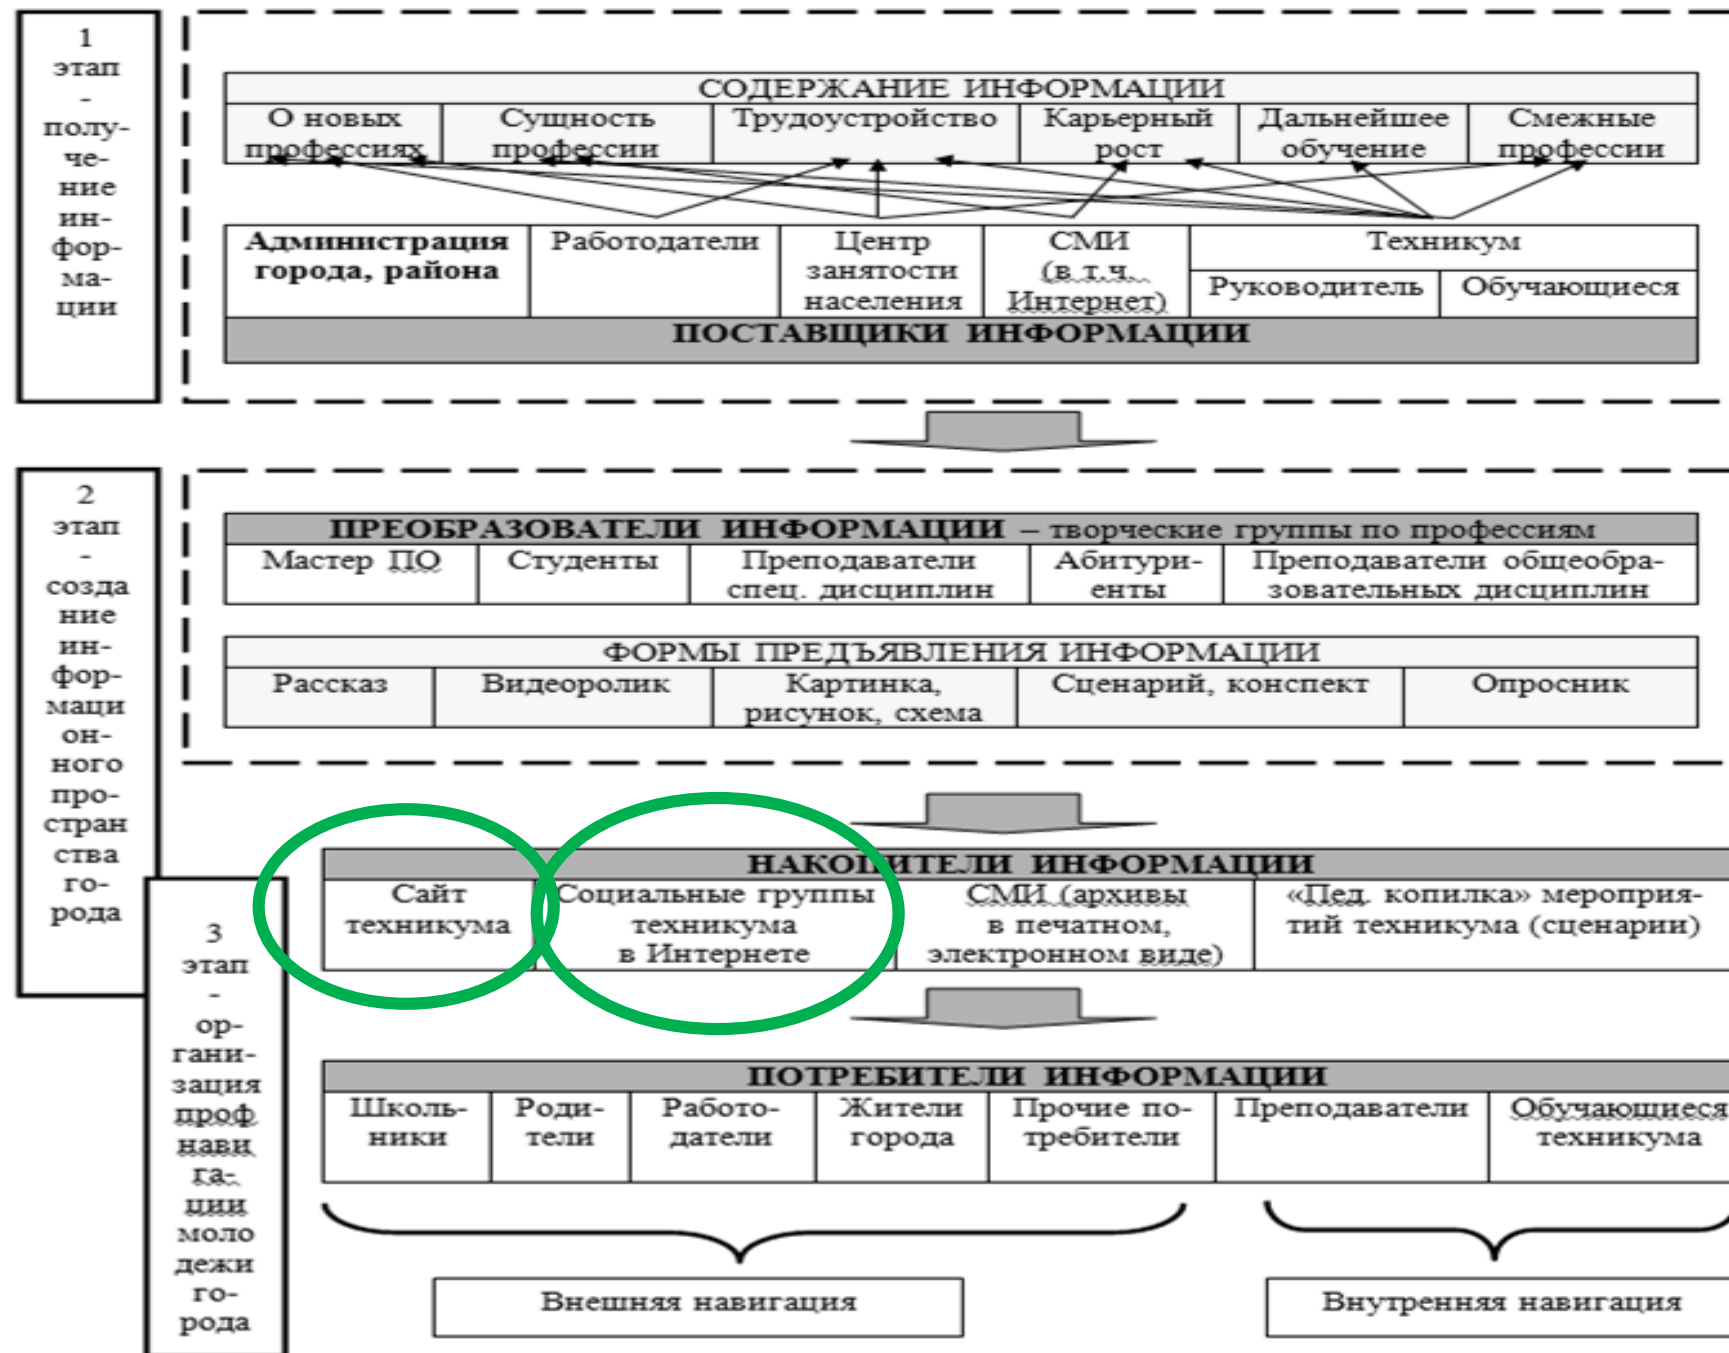 1
этап
-
полу-
че-
ние
ин-
фор-
ма-
ции
СОДЕРЖАНИЕ ИНФОРМАЦИИ
О новых
профессиях
Сущность
профессии
Трудоустройство
Карьерный
рост
Дальнейшее
обучение
Смежные
профессии
Администрация
города, района
Работодатели
Центр
занятости
населения
СМИ
(в т.ч.
Интернет)
Техникум
Руководитель
Обучающиеся
ПОСТАВЩИКИ ИНФОРМАЦИИ
2
этап
-
созда
ние
ин-
фор-
маци
он-
ного
про-
стран
ства
го-
рода
ПРЕОБРАЗОВАТЕЛИ ИНФОРМАЦИИ – творческие группы по профессиям
Мастер ПО
Студенты
Преподаватели
спец. дисциплин
Абитури-
енты
Преподаватели общеобра-
зовательных дисциплин
ФОРМЫ ПРЕДЪЯВЛЕНИЯ ИНФОРМАЦИИ
Рассказ
Видеоролик
Картинка,
рисунок, схема
Сценарий, конспект
Опросник
3
этап
-
ор-
гани-
зация
проф
нави
га-
ции
моло
дежи
го-
рода
НАКОПИТЕЛИ ИНФОРМАЦИИ
Сайт
техникума
Социальные группы
техникума
в Интернете
СМИ (архивы
в печатном,
электронном виде)
«Пед. копилка» мероприя-
тий техникума (сценарии)
ПОТРЕБИТЕЛИ ИНФОРМАЦИИ
Школь-
ники
Роди-
тели
Работо-
датели
Жители
города
Прочие по-
требители
Преподаватели
Обучающиеся
техникума
Внешняя навигация
Внутренняя навигация